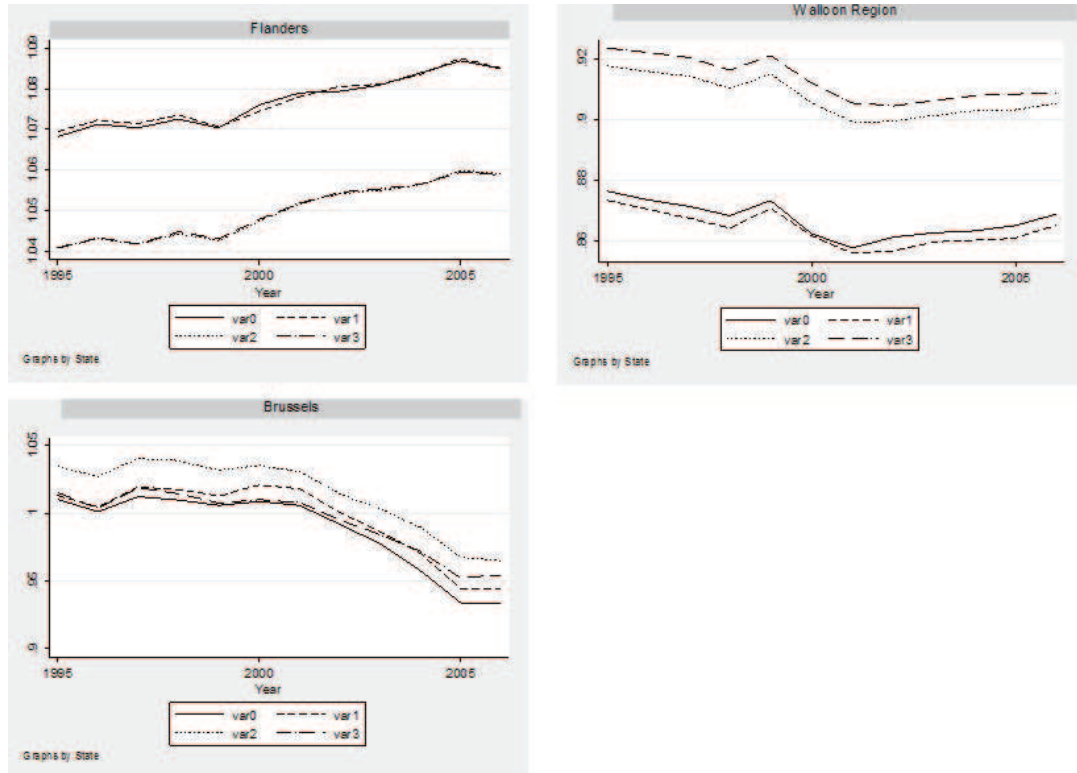 Flanders
1.09
1.08
1.07
1.06
1.05
1.04
1995 2000 2005
Year
var0 var1
var2 var3
Graphs by State
Walloon Region
.92
.9
.88
.86
1995 2000 2005
Year
var0 var1
var2 var3
Graphs by State
Brussels
1.05
1
.95
.9
1995 2000 2005
Year
var0 var1
var2 var3
Graphs by State